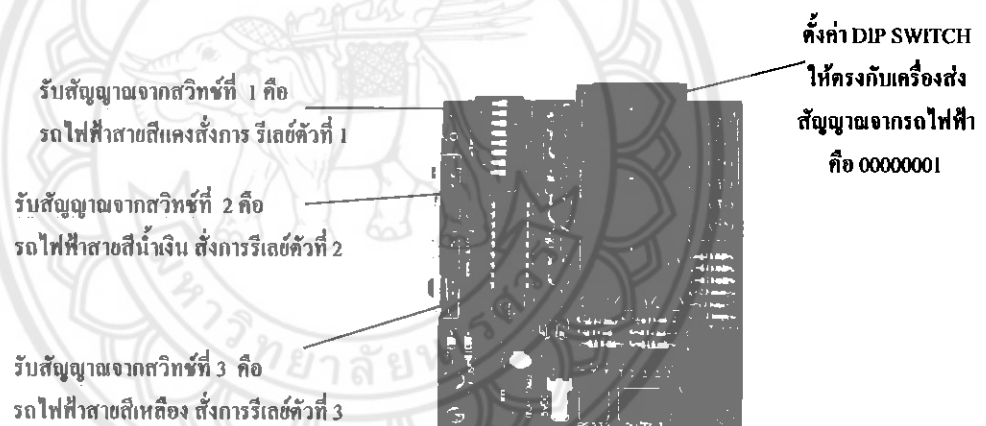 ตั้งค่า DIP SWITCH
ให้ตรงกับเครื่องส่ง
สัญญาณจากรถไฟฟ้า
คือ 00000001
รับสัญญาณจากสวิทช์ที่ 1 คือ
รถไฟฟ้าสายสีแดงสั่งการ รีเลย์ตัวที่ 1
รับสัญญาณจากสวิทช์ที่ 2 คือ
รถไฟฟ้าสายสีน้ำเงิน สั่งการรีเลย์ตัวที่ 2
รับสัญญาณจากสวิทช์ที่ 3 คือ
รถไฟฟ้าสายสีเหลือง สั่งการรีเลย์ตัวที่ 3